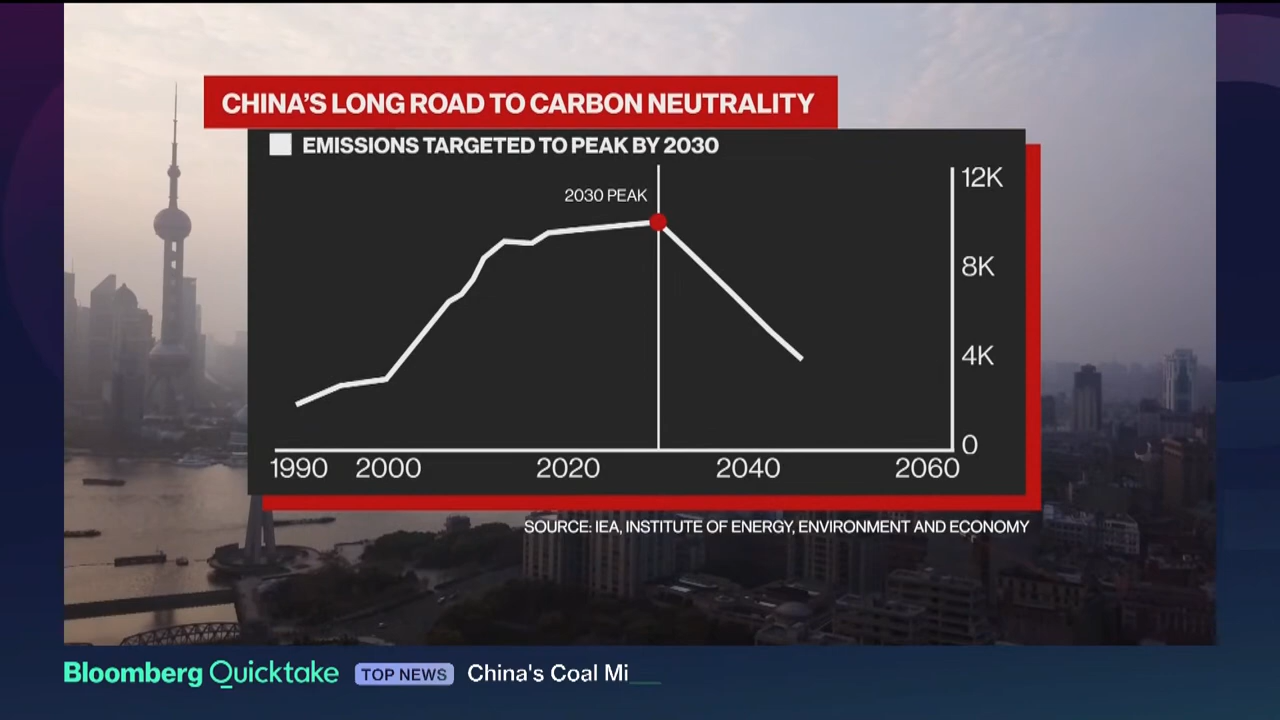 CHINA'S LONG ROAD TO CARBON NEUTRALITY
EMISSIONS TARGETED TO PEAK BY 2030
2030 PEAK
12K
8K
4K
0
1990 2000 2020 2040 2060
SOURCE: IEA, INSTITUTE OF ENERGY, ENVIRONMENT AND ECONOMY
Bloomberg Quicktake TOP NEWS China's Coal Mi